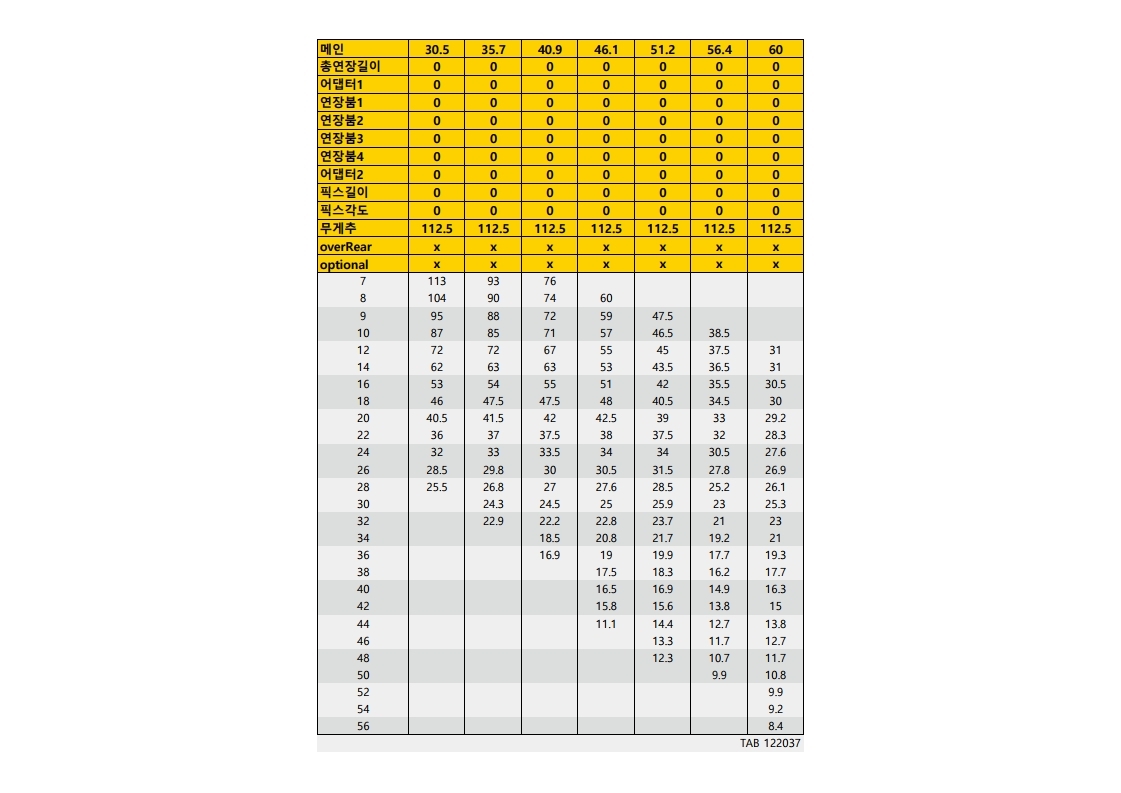 메인 30.5 35.7 40.9 46.1 51.2 56.4 60
총연장길이 0 0 0 0 0 0 0
어댑터1 0 0 0 0 0 0 0
연장붐1 0 0 0 0 0 0 0
연장붐2 0 0 0 0 0 0 0
연장붐3 0 0 0 0 0 0 0
연장붐4 0 0 0 0 0 0 0
어댑터2 0 0 0 0 0 0 0
픽스길이 0 0 0 0 0 0 0
픽스각도 0 0 0 0 0 0 0
무게추 112.5 112.5 112.5 112.5 112.5 112.5 112.5
overRear x x x x x x x
optional x x x x x x x
7 113 93 76
8 104 90 74 60
9 95 88 72 59 47.5
10 87 85 71 57 46.5 38.5
12 72 72 67 55 45 37.5 31
14 62 63 63 53 43.5 36.5 31
16 53 54 55 51 42 35.5 30.5
18 46 47.5 47.5 48 40.5 34.5 30
20 40.5 41.5 42 42.5 39 33 29.2
22 36 37 37.5 38 37.5 32 28.3
24 32 33 33.5 34 34 30.5 27.6
26 28.5 29.8 30 30.5 31.5 27.8 26.9
28 25.5 26.8 27 27.6 28.5 25.2 26.1
30 24.3 24.5 25 25.9 23 25.3
32 22.9 22.2 22.8 23.7 21 23
34 18.5 20.8 21.7 19.2 21
36 16.9 19 19.9 17.7 19.3
38 17.5 18.3 16.2 17.7
40 16.5 16.9 14.9 16.3
42 15.8 15.6 13.8 15
44 11.1 14.4 12.7 13.8
46 13.3 11.7 12.7
48 12.3 10.7 11.7
50 9.9 10.8
52 9.9
54 9.2
56 8.4
TAB 122037